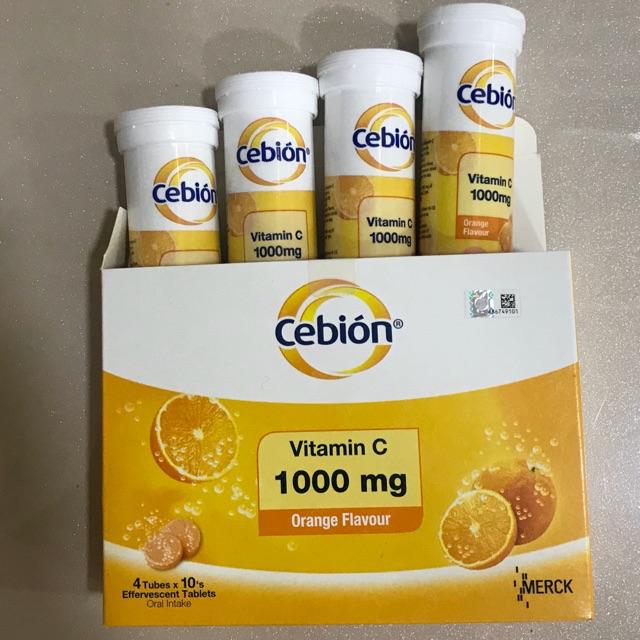 Cebión
Cebión®
Vitamin C
1000mg
Cebión
Vitamin C
1000mg
Cebión
Vitamin C
1000mg
Orange
Flavour
Cebión®
Vitamin C
1000 mg
Orange Flavour
4 Tubes x 10's
Effervescent Tablets
Oral Intake
MERCK